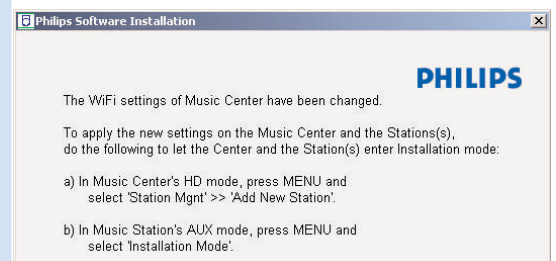 Philips Software Installation
PHILIPS
The WiFi settings of Music Center have been changed.
To apply the new settings on the Music Center and the Stations(s),
do the following to let the Center and the Station(s) enter Installation mode:
a) In Music Center's HD mode, press MENU and
select 'Station Mgnt' >> 'Add New Station'.
b) In Music Station's AUX mode, press MENU and
select 'Installation Mode'.